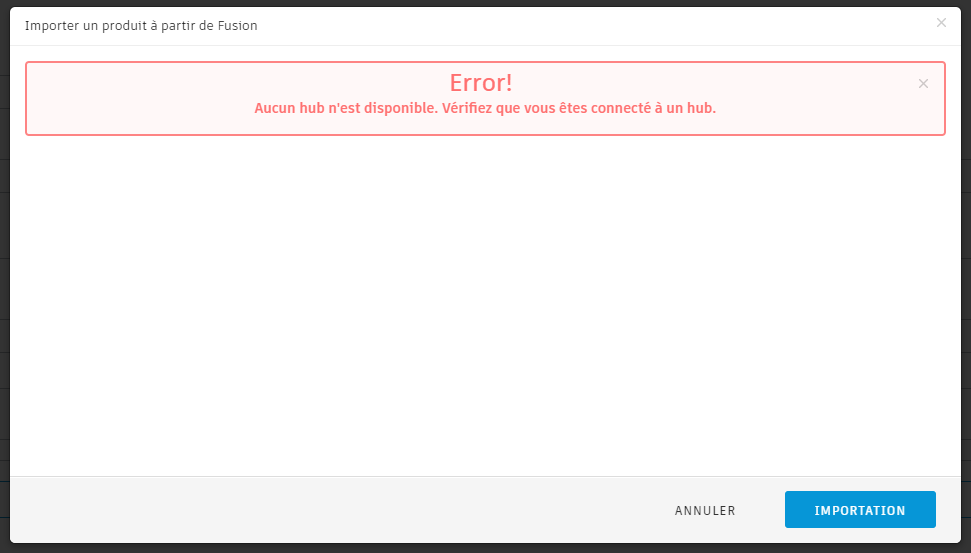 Importer un produit à partir de Fusion
Error!
Aucun hub n'est disponible. Vérifiez que vous êtes connecté à un hub.
ANNULER
IMPORTATION